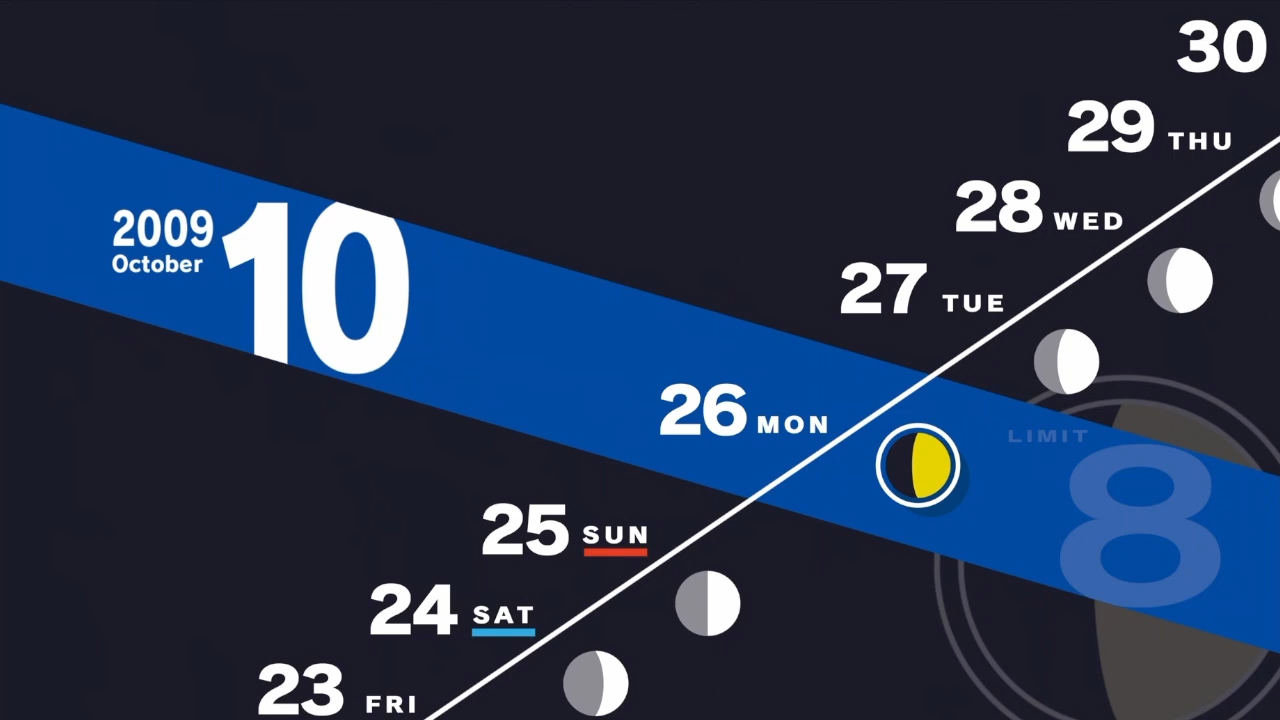 30
29 THU
28 WED
2009
October
10
27 TUE
26 MON
LIMIT
8
25 SUN
24 SAT
23 FRI